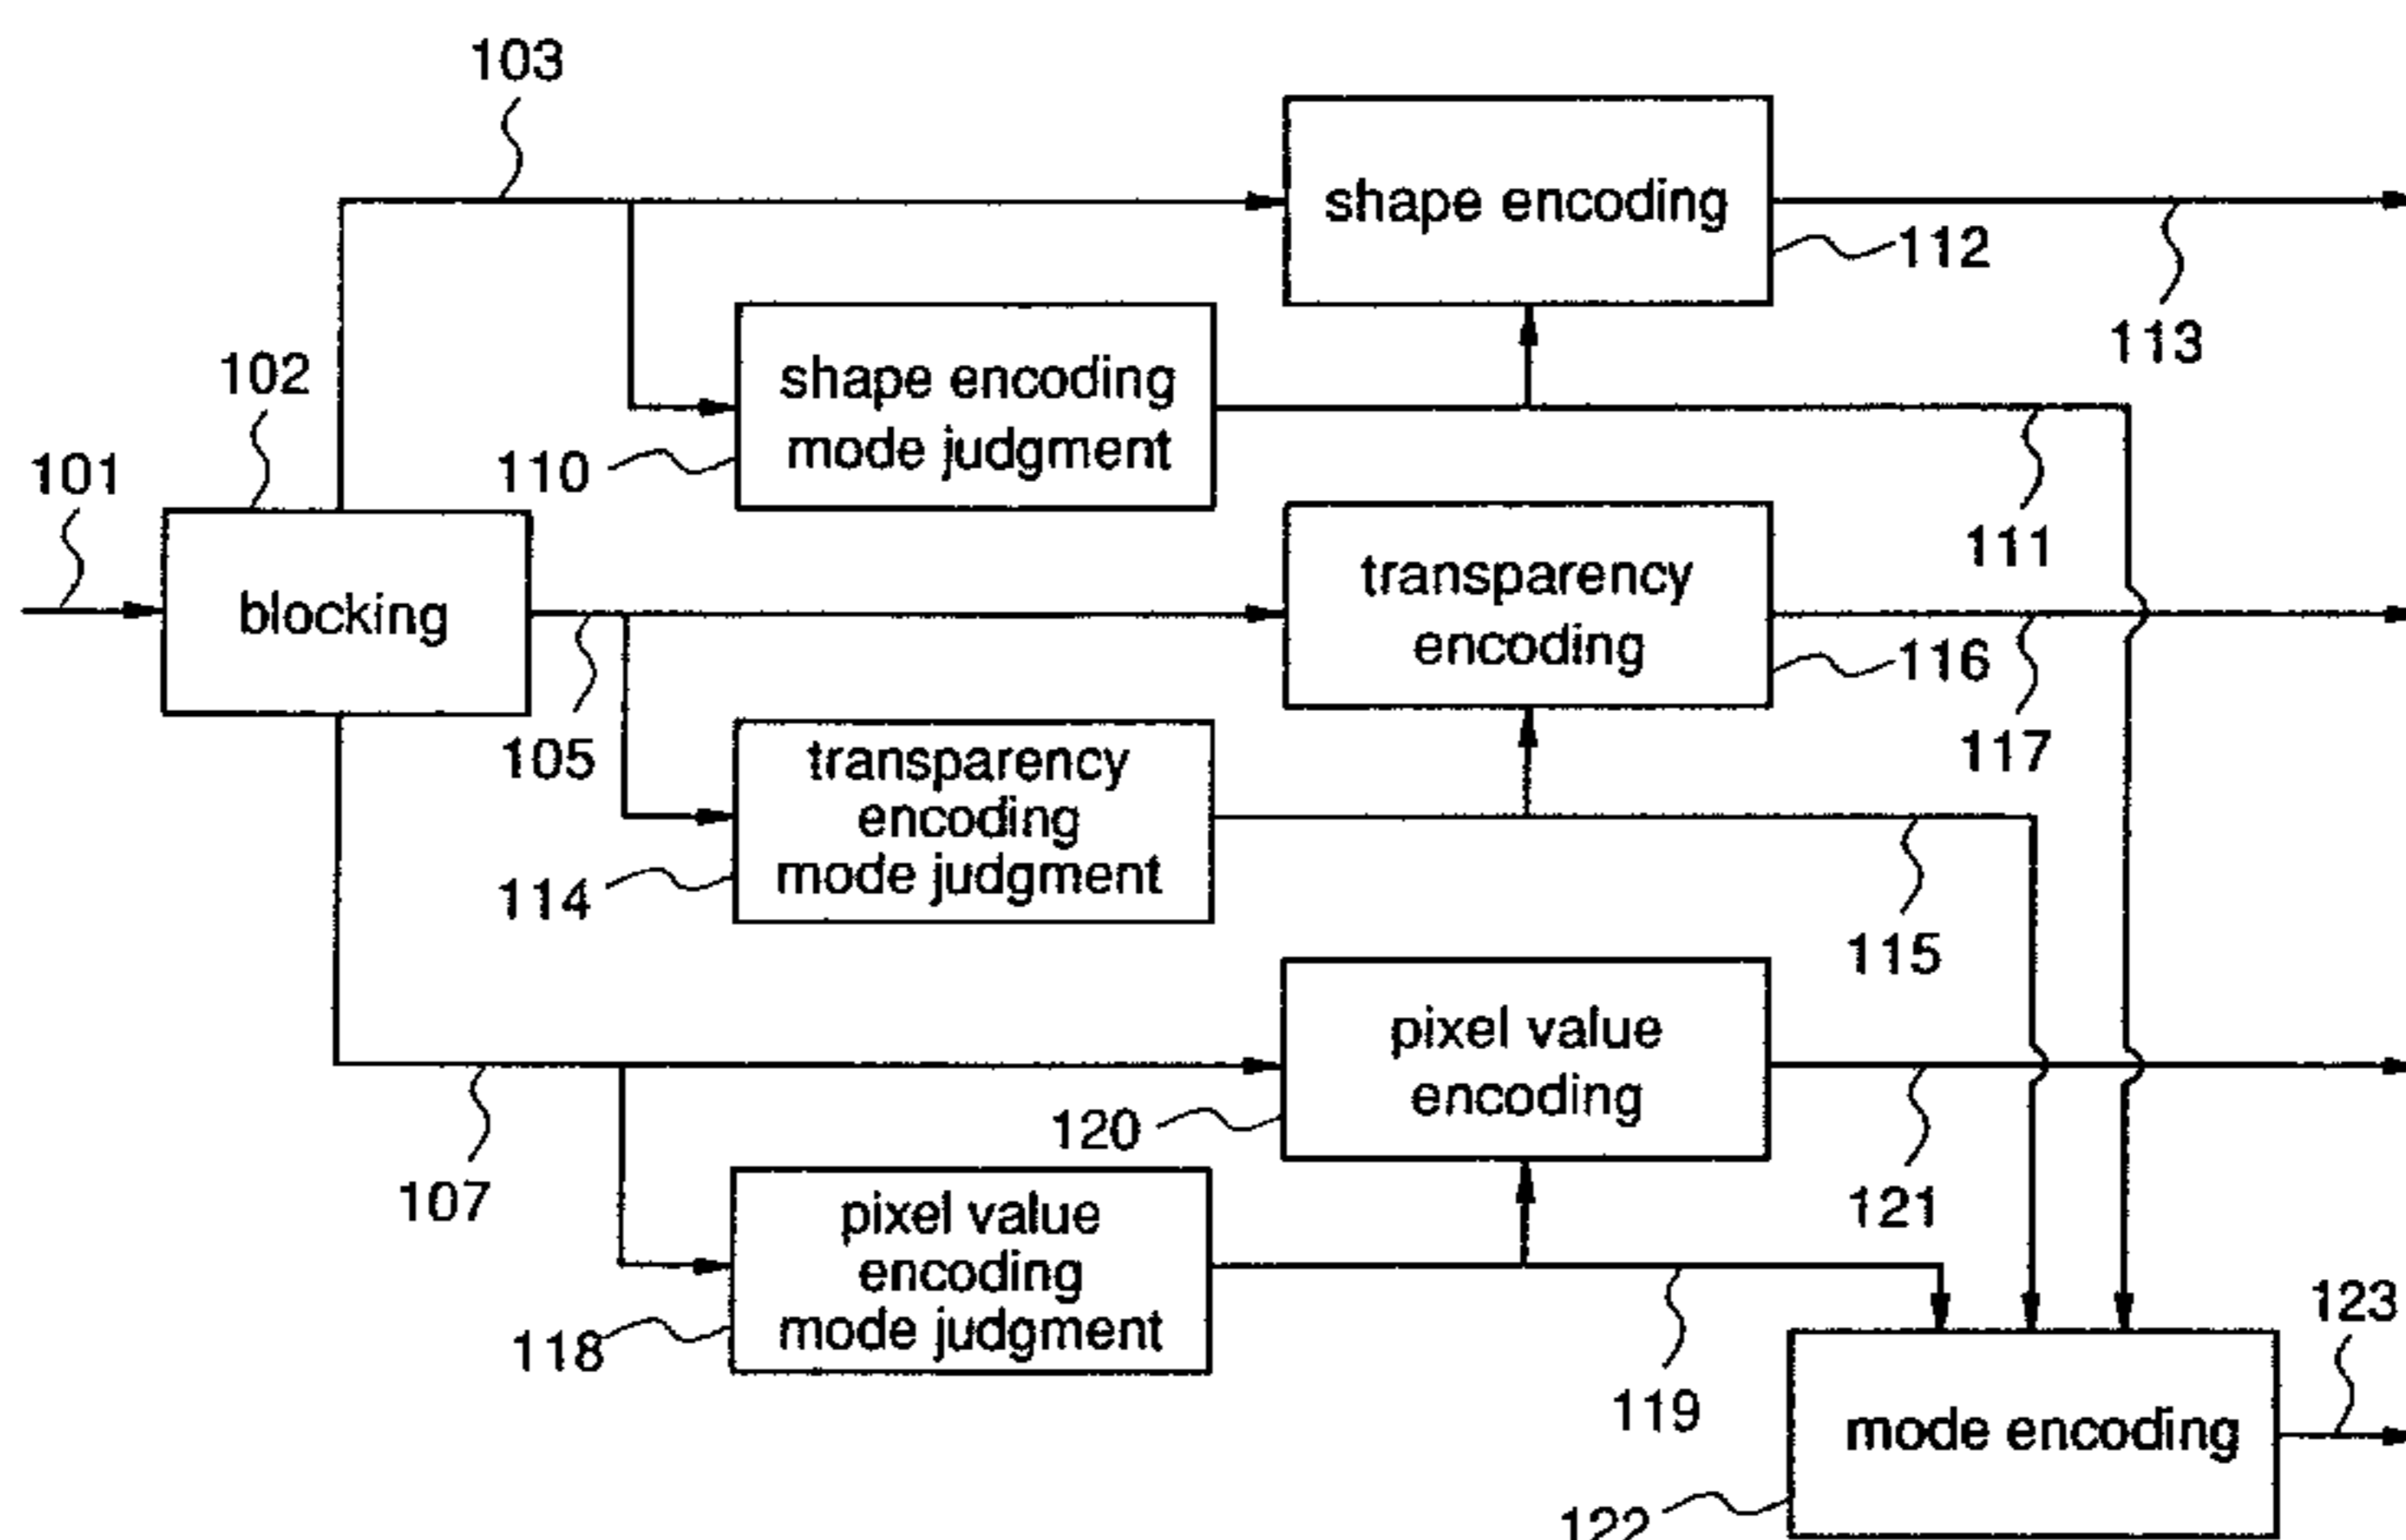 103
shape encoding
112
113
102
shape encoding
mode judgment
110
101
111
blocking
transparency
encoding
116
117
105
transparency
encoding
mode judgment
114
115
pixel value
encoding
120
107
121
pixel value
encoding
mode judgment
118
123
119
mode encoding
122